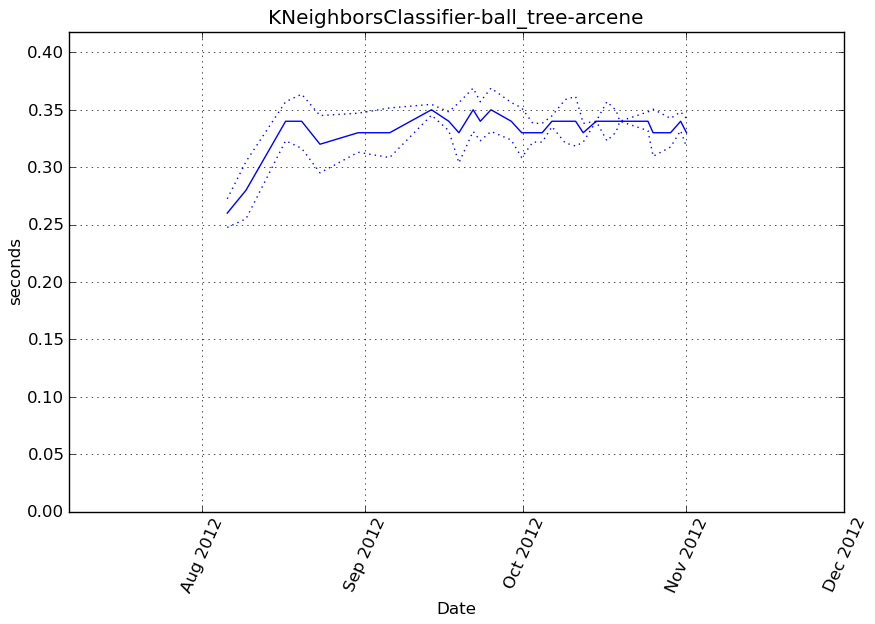 KNeighborsClassifier-ball_tree-arcene
0.40
0.35
0.30
0.25
0.20
0.15
0.10
0.05
0.00
seconds
Aug 2012
Sep 2012
Oct 2012
Nov 2012
Dec 2012
Date